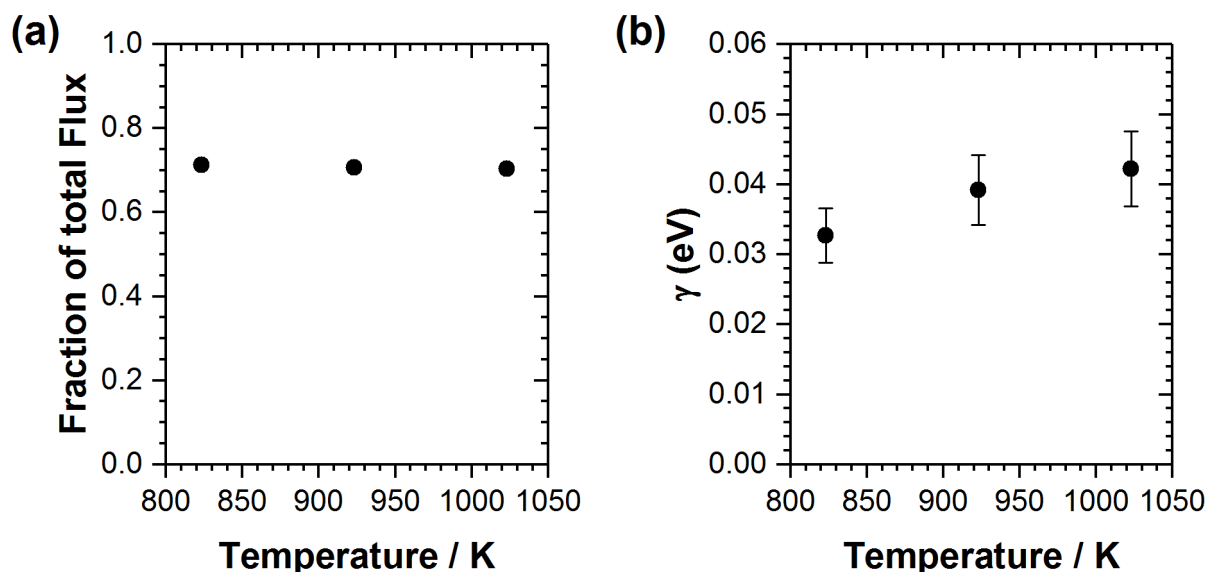 (a)
Fraction of total Flux
1.0
0.8
0.6
0.4
0.2
0.0
800 850 900 950 1000 1050
Temperature / K
(b)
γ (eV)
0.06
0.05
0.04
0.03
0.02
0.01
0.00
800 850 900 950 1000 1050
Temperature / K